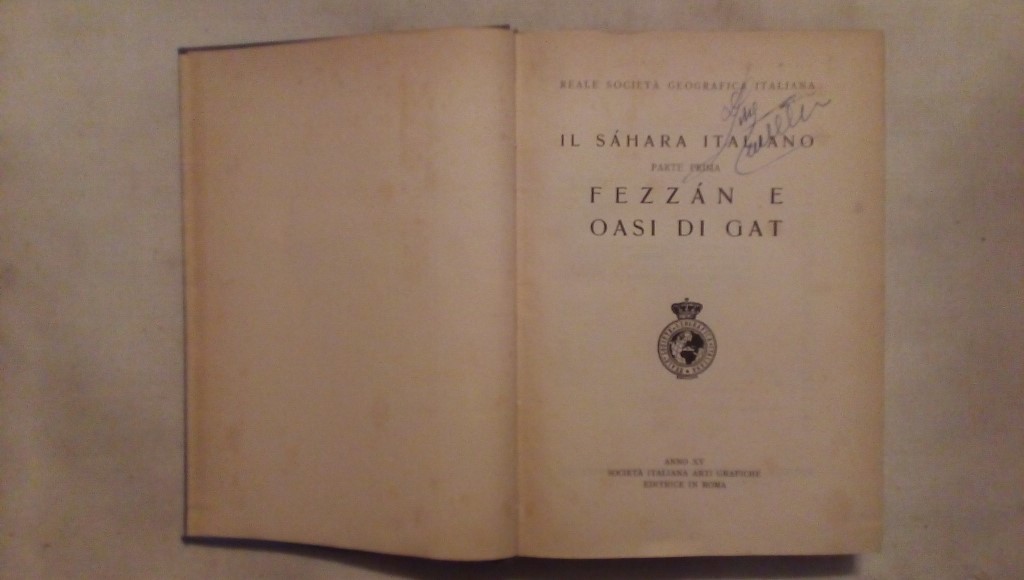 REALE SOCIETÀ GEOGRAFICA ITALIANA
IL SÁHARA ITALIANO
PARTE PRIMA
FEZZÁN E
OASI DI GAT
ANNO XV
SOCIETÀ ITALIANA ARTI GRAFICHE
EDITRICE IN ROMA